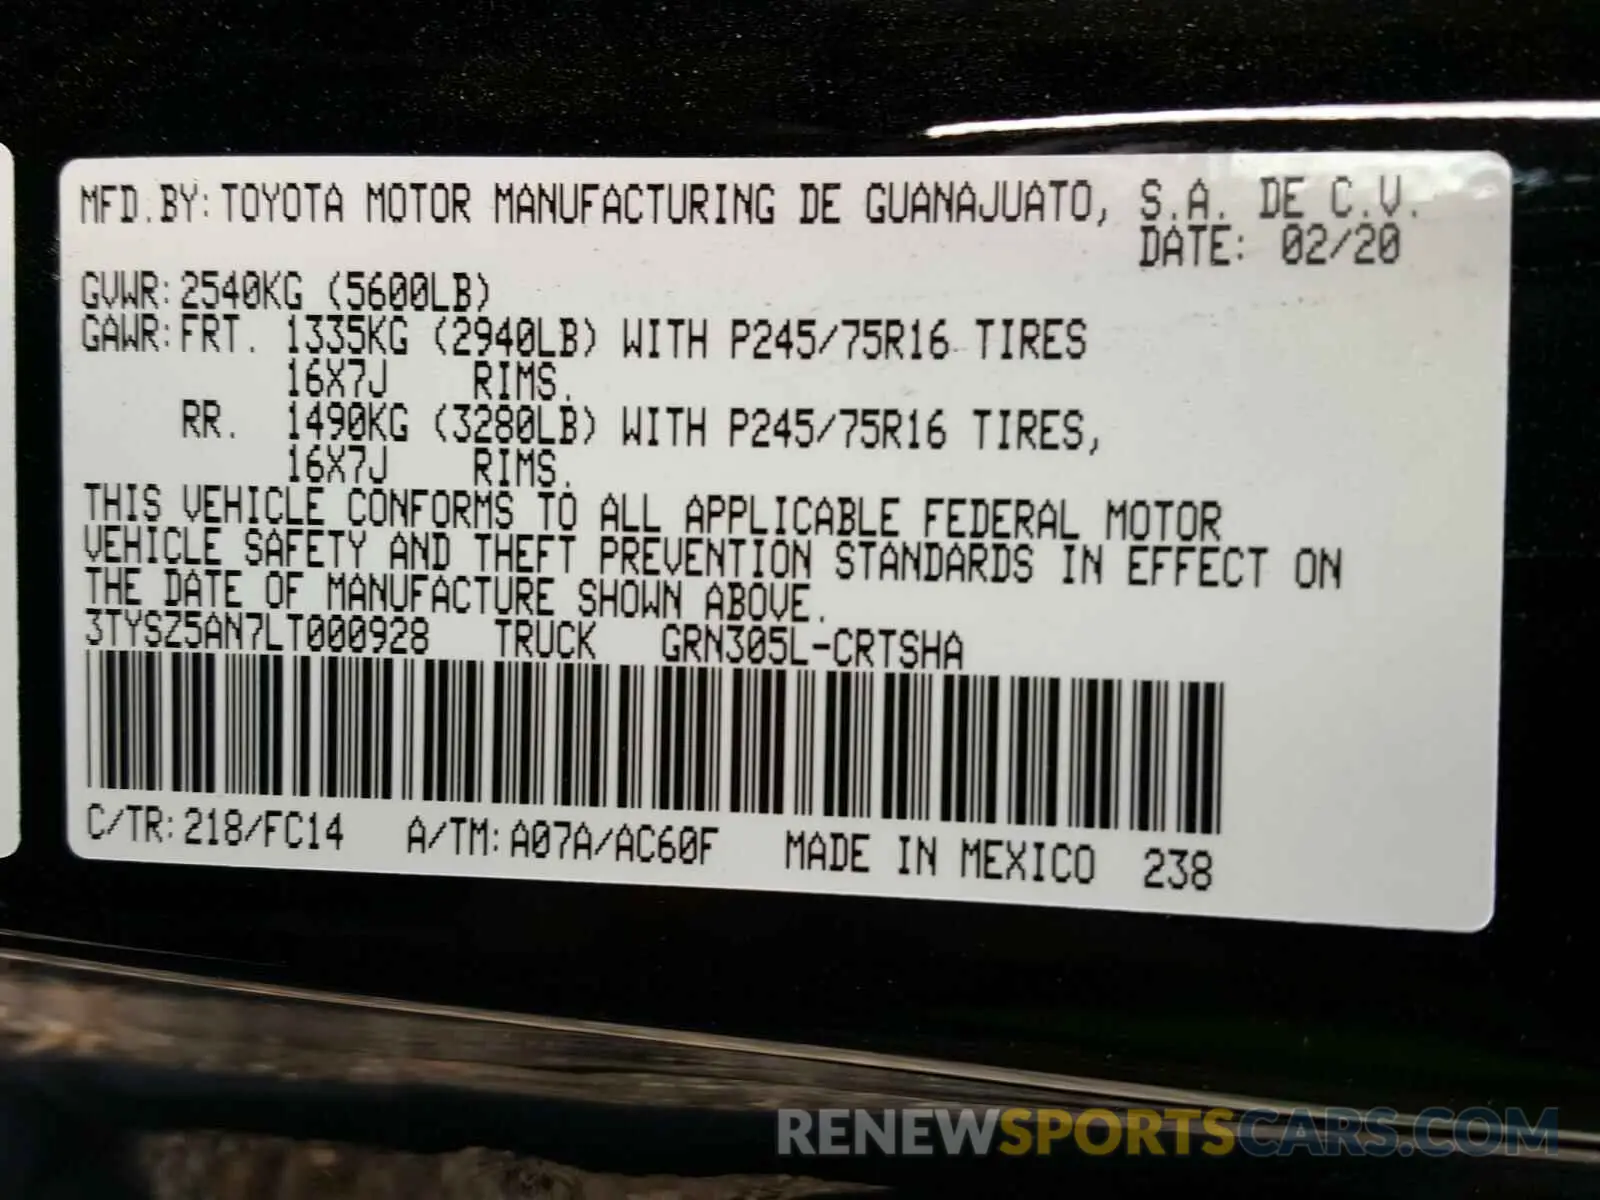 MFD.BY: TOYOTA MOTOR MANUFACTURING DE GUANAJUATO, S.A. DE C.V.
DATE: 02/20
GVWR: 2540KG (5600LB)
GAWR: FRT. 1335KG (2940LB) WITH P245/75R16 TIRES
16X7J RIMS.
RR. 1490KG (3280LB) WITH P245/75R16 TIRES,
16X7J RIMS.
THIS VEHICLE CONFORMS TO ALL APPLICABLE FEDERAL MOTOR
VEHICLE SAFETY AND THEFT PREVENTION STANDARDS IN EFFECT ON
THE DATE OF MANUFACTURE SHOWN ABOVE.
3TYSZ5AN7LT000928 TRUCK GRN305L-CRTSHA
C/TR: 218/FC14 A/TM: A07A/AC60F MADE IN MEXICO 238
RENEWSPORTSCARS.COM